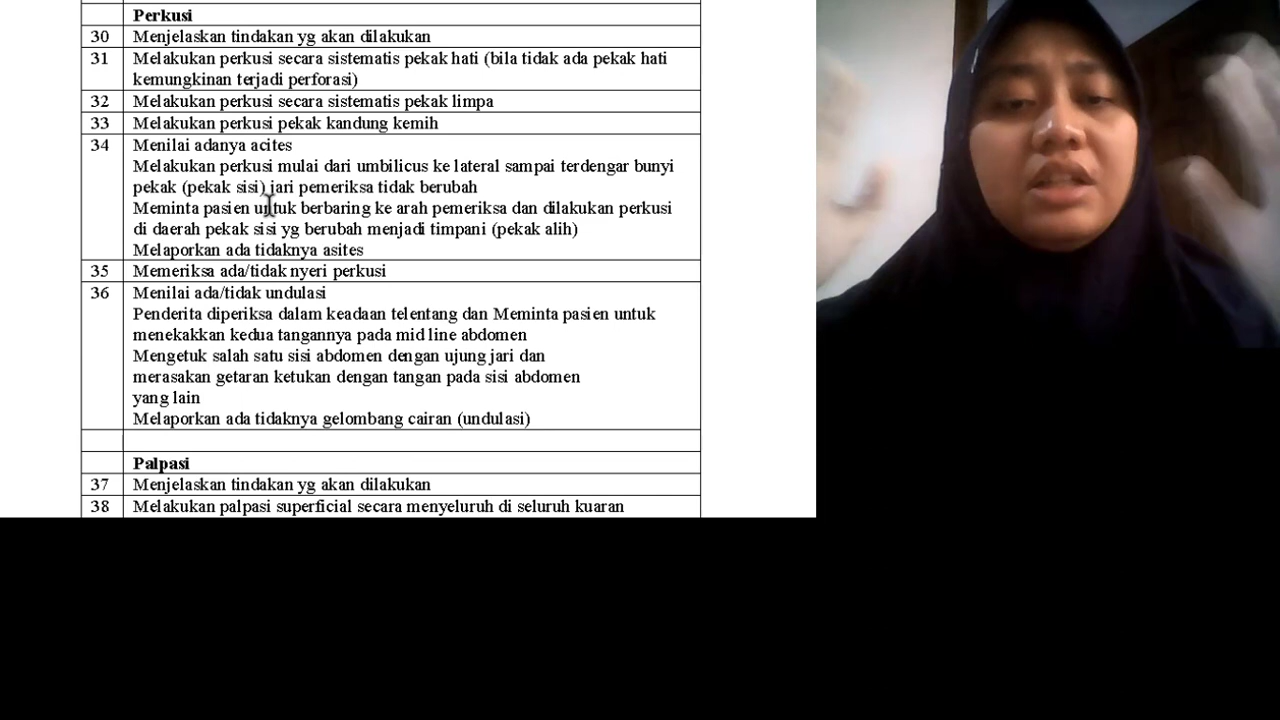 Perkusi
30 Menjelaskan tindakan yg akan dilakukan
31 Melakukan perkusi secara sistematis pekak hati (bila tidak ada pekak hati
kemungkinan terjadi perforasi)
32 Melakukan perkusi secara sistematis pekak limpa
33 Melakukan perkusi pekak kandung kemih
34 Menilai adanya acites
Melakukan perkusi mulai dari umbilicus ke lateral sampai terdengar bunyi
pekak (pekak sisi) jari pemeriksa tidak berubah
Meminta pasien untuk berbaring ke arah pemeriksa dan dilakukan perkusi
di daerah pekak sisi yg berubah menjadi timpani (pekak alih)
Melaporkan ada tidaknya asites
35 Memeriksa ada/tidak nyeri perkusi
36 Menilai ada/tidak undulasi
Penderita diperiksa dalam keadaan telentang dan Meminta pasien untuk
menekakkan kedua tangannya pada mid line abdomen
Mengetuk salah satu sisi abdomen dengan ujung jari dan
merasakan getaran ketukan dengan tangan pada sisi abdomen
yang lain
Melaporkan ada tidaknya gelombang cairan (undulasi)
Palpasi
37 Menjelaskan tindakan yg akan dilakukan
38 Melakukan palpasi superficial secara menyeluruh di seluruh kuaran